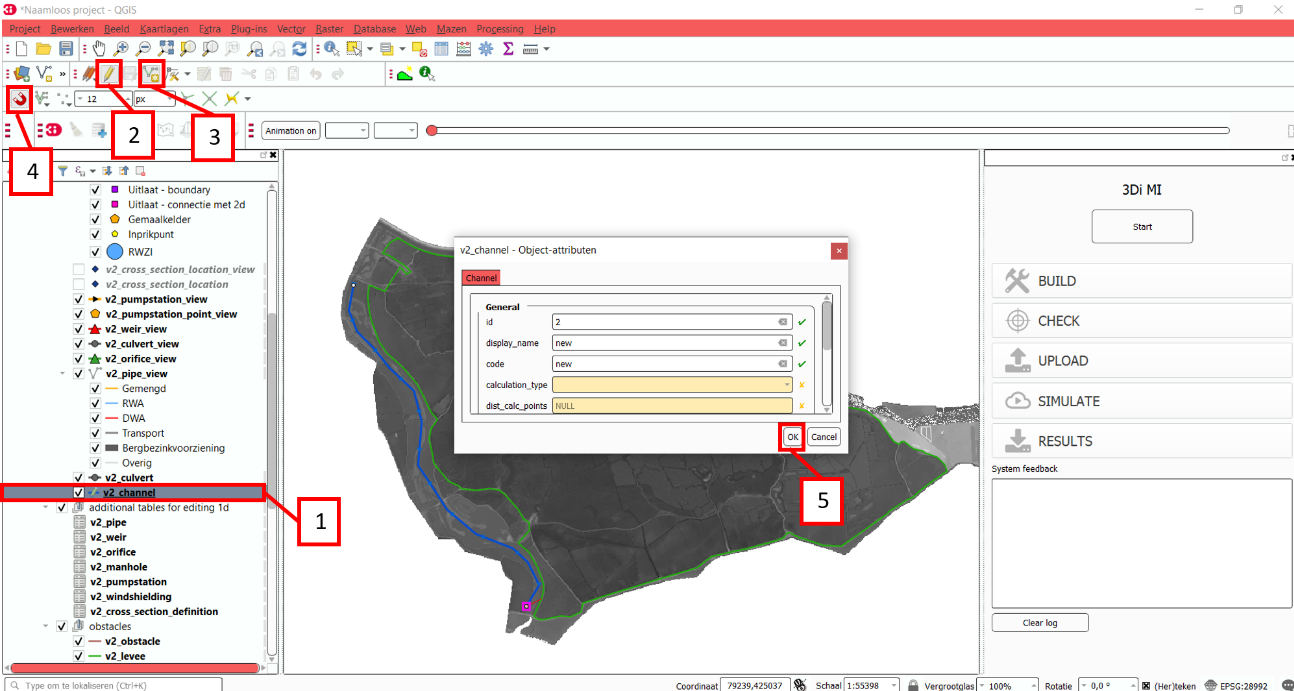 *Naamloos project - QGIS
Project Bewerken Beeld Kaartlagen Extra Plug-ins Vector Raster Database Web Mazen Processing Help
12 px
2
3
4
Animation on
Uitlaat - boundary
Uitlaat - connectie met 2d
Gemaalkelder
Inprikpunt
RWZI
v2_cross_section_location_view
v2_cross_section_location
v2_pumpstation_view
v2_pumpstation_point_view
v2_weir_view
v2_culvert_view
v2_orifice_view
v2_pipe_view
Gemengd
RWA
DWA
Transport
Bergbezinkvoorziening
Overig
v2_culvert
v2_channel
additional tables for editing 1d
v2_pipe
v2_weir
v2_orifice
v2_manhole
v2_pumpstation
v2_windshielding
v2_cross_section_definition
obstacles
v2_obstacle
v2_levee
1
v2_channel - Object-attributen
Channel
General
id 2
display_name new
code new
calculation_type
dist_calc_points NULL
OK Cancel
5
3Di MI
Start
BUILD
CHECK
UPLOAD
SIMULATE
RESULTS
System feedback
Clear log
Type om te lokaliseren (Ctrl+K)
Coordinaat 79239,425037 Schaal 1:55398 Vergrootglas 100% Rotatie 0,0 ° (Her)teken EPSG:28992